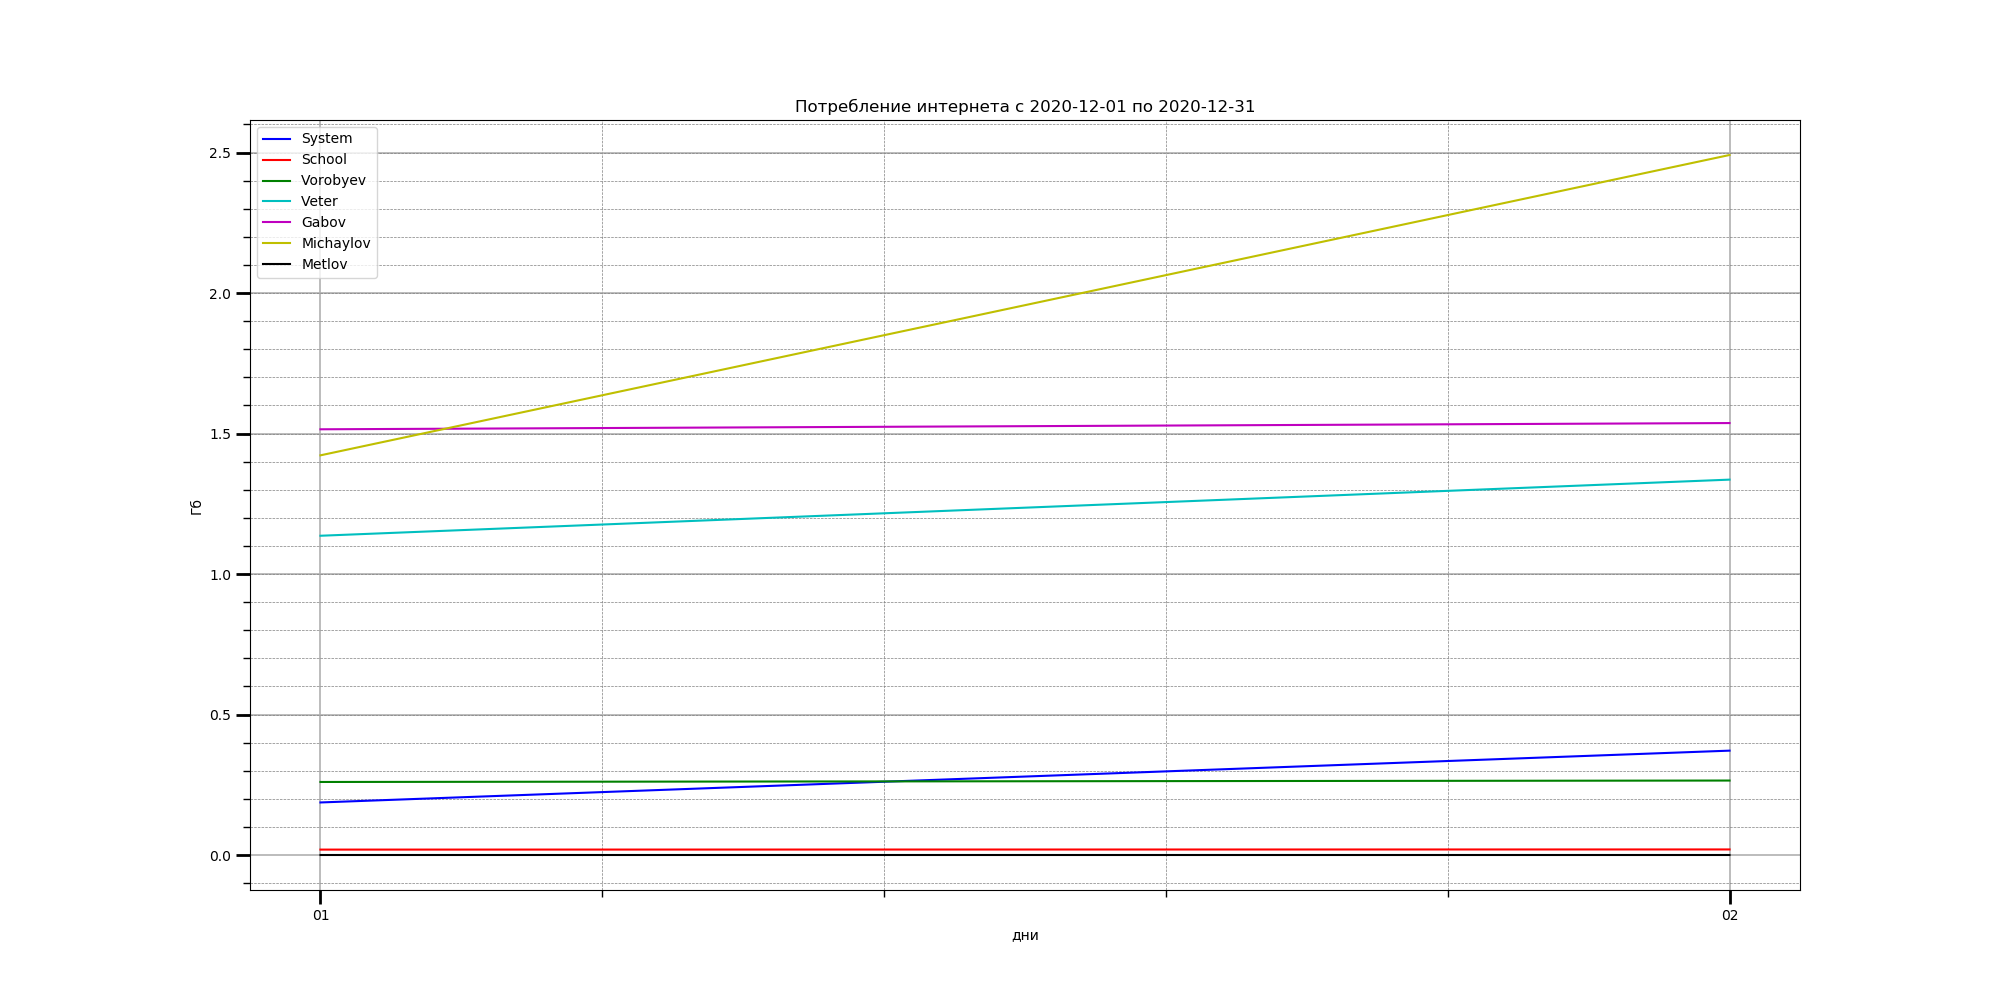 Потребление интернета с 2020-12-01 по 2020-12-31
System
School
Vorobyev
Veter
Gabov
Michaylov
Metlov
2.5
2.0
1.5
1.0
0.5
0.0
Гб
01
02
дни